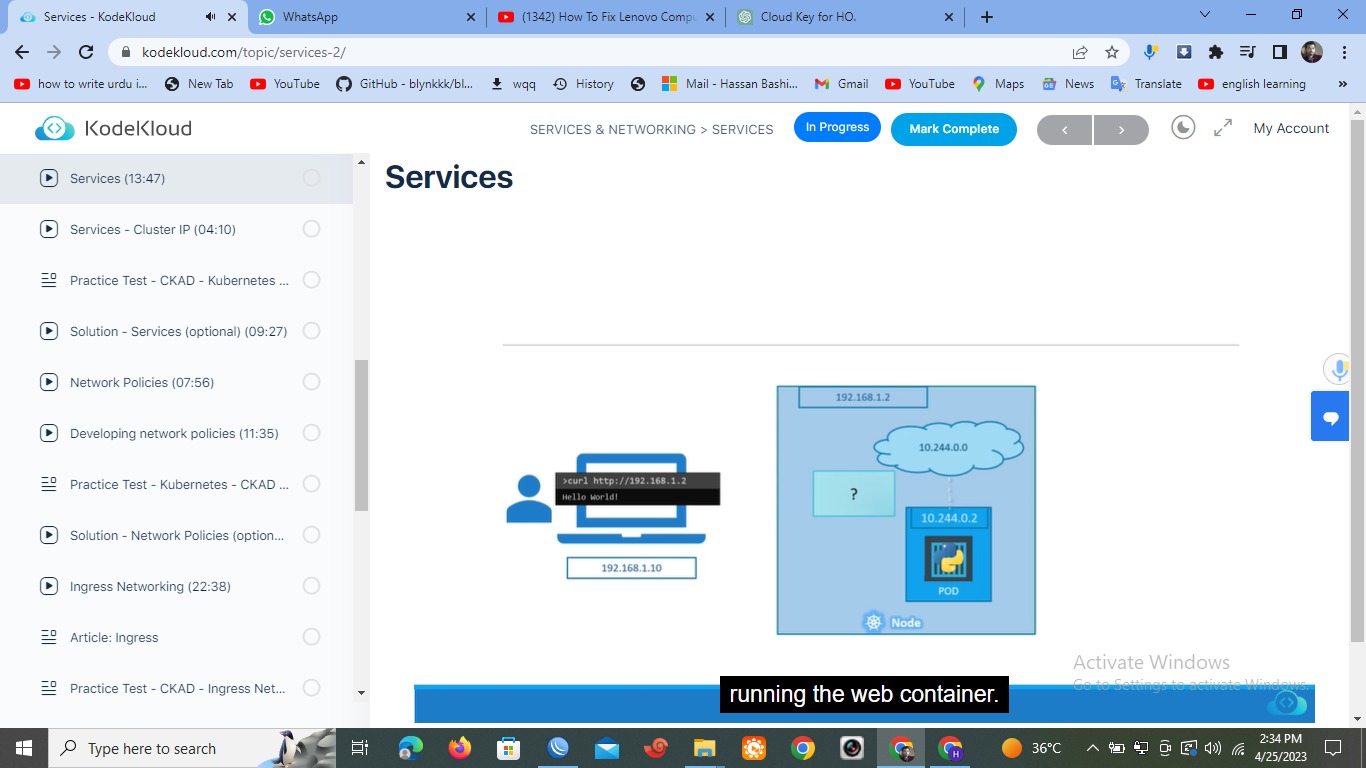 Services - KodeKloud
WhatsApp
(1342) How To Fix Lenovo Compu
Cloud Key for HO.
kodekloud.com/topic/services-2/
how to write urdu i...
New Tab
YouTube
GitHub - blynkkk/bl...
wqq
History
Mail - Hassan Bashi...
Gmail
YouTube
Maps
News
Translate
english learning
»
KodeKloud
SERVICES & NETWORKING > SERVICES
In Progress
Mark Complete
My Account
Services (13:47)
Services - Cluster IP (04:10)
Practice Test - CKAD - Kubernetes ...
Solution - Services (optional) (09:27)
Network Policies (07:56)
Developing network policies (11:35)
Practice Test - Kubernetes - CKAD ...
Solution - Network Policies (option...
Ingress Networking (22:38)
Article: Ingress
Practice Test - CKAD - Ingress Net...
Services
192.168.1.2
10.244.0.0
>curl http://192.168.1.2
Hello World!
?
10.244.0.2
POD
192.168.1.10
Node
Activate Windows
Go to Settings to activate Windows.
running the web container.
Type here to search
36°C
2:34 PM
4/25/2023